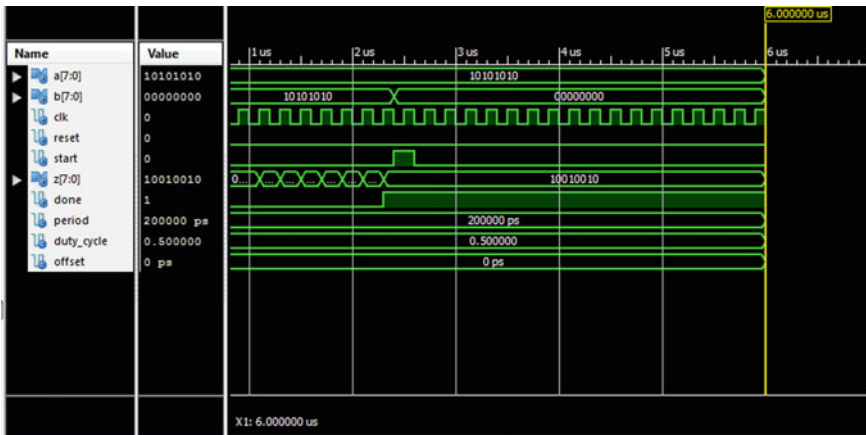 6.000000 us
Name Value
1 us 2 us 3 us 4 us 5 us 6 us
a[7:0] 10101010 10101010
b[7:0] 00000000 10101010 00000000
clk 0
reset 0
start 0
z[7:0] 10010010 0... ... ... ... ... ... ... 10010010
done 1
period 200000 ps 200000 ps
duty_cycle 0.500000 0.500000
offset 0 ps 0 ps
X1: 6.000000 us